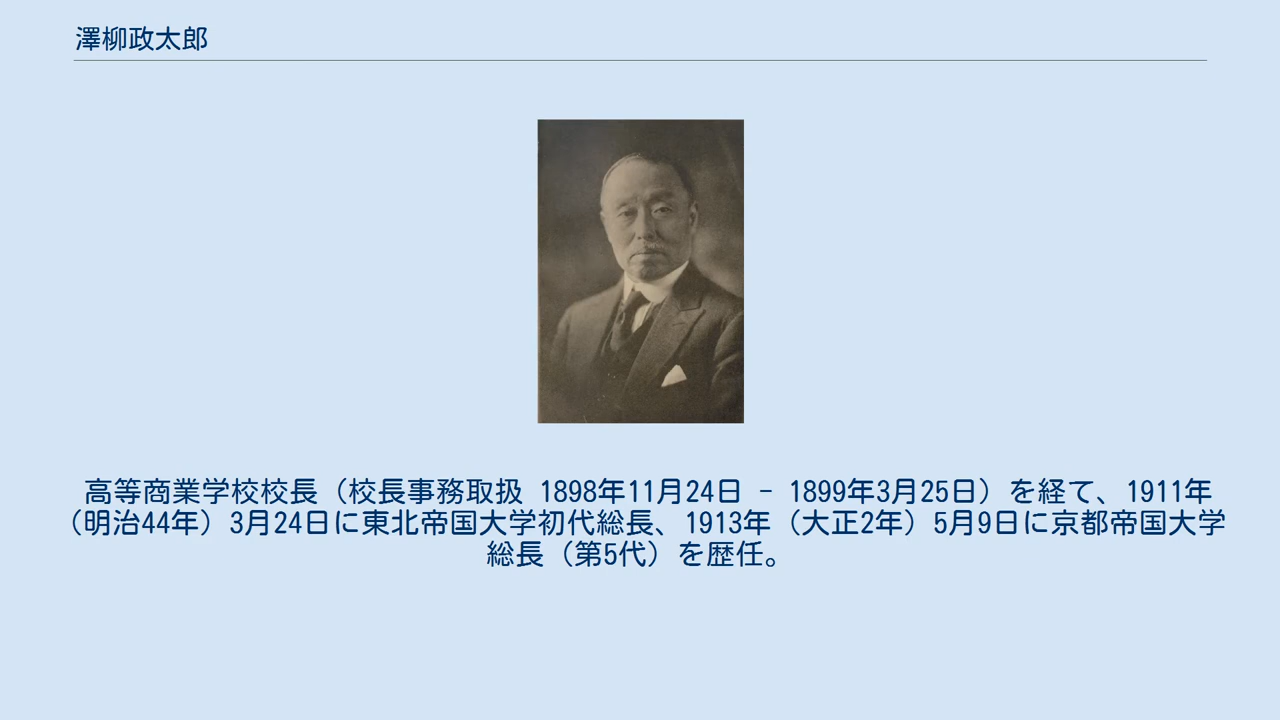 澤柳政太郎
高等商業学校校長（校長事務取扱 1898年11月24日 - 1899年3月25日）を経て、1911年
（明治44年）3月24日に東北帝国大学初代総長、1913年（大正2年）5月9日に京都帝国大学
総長（第5代）を歴任。